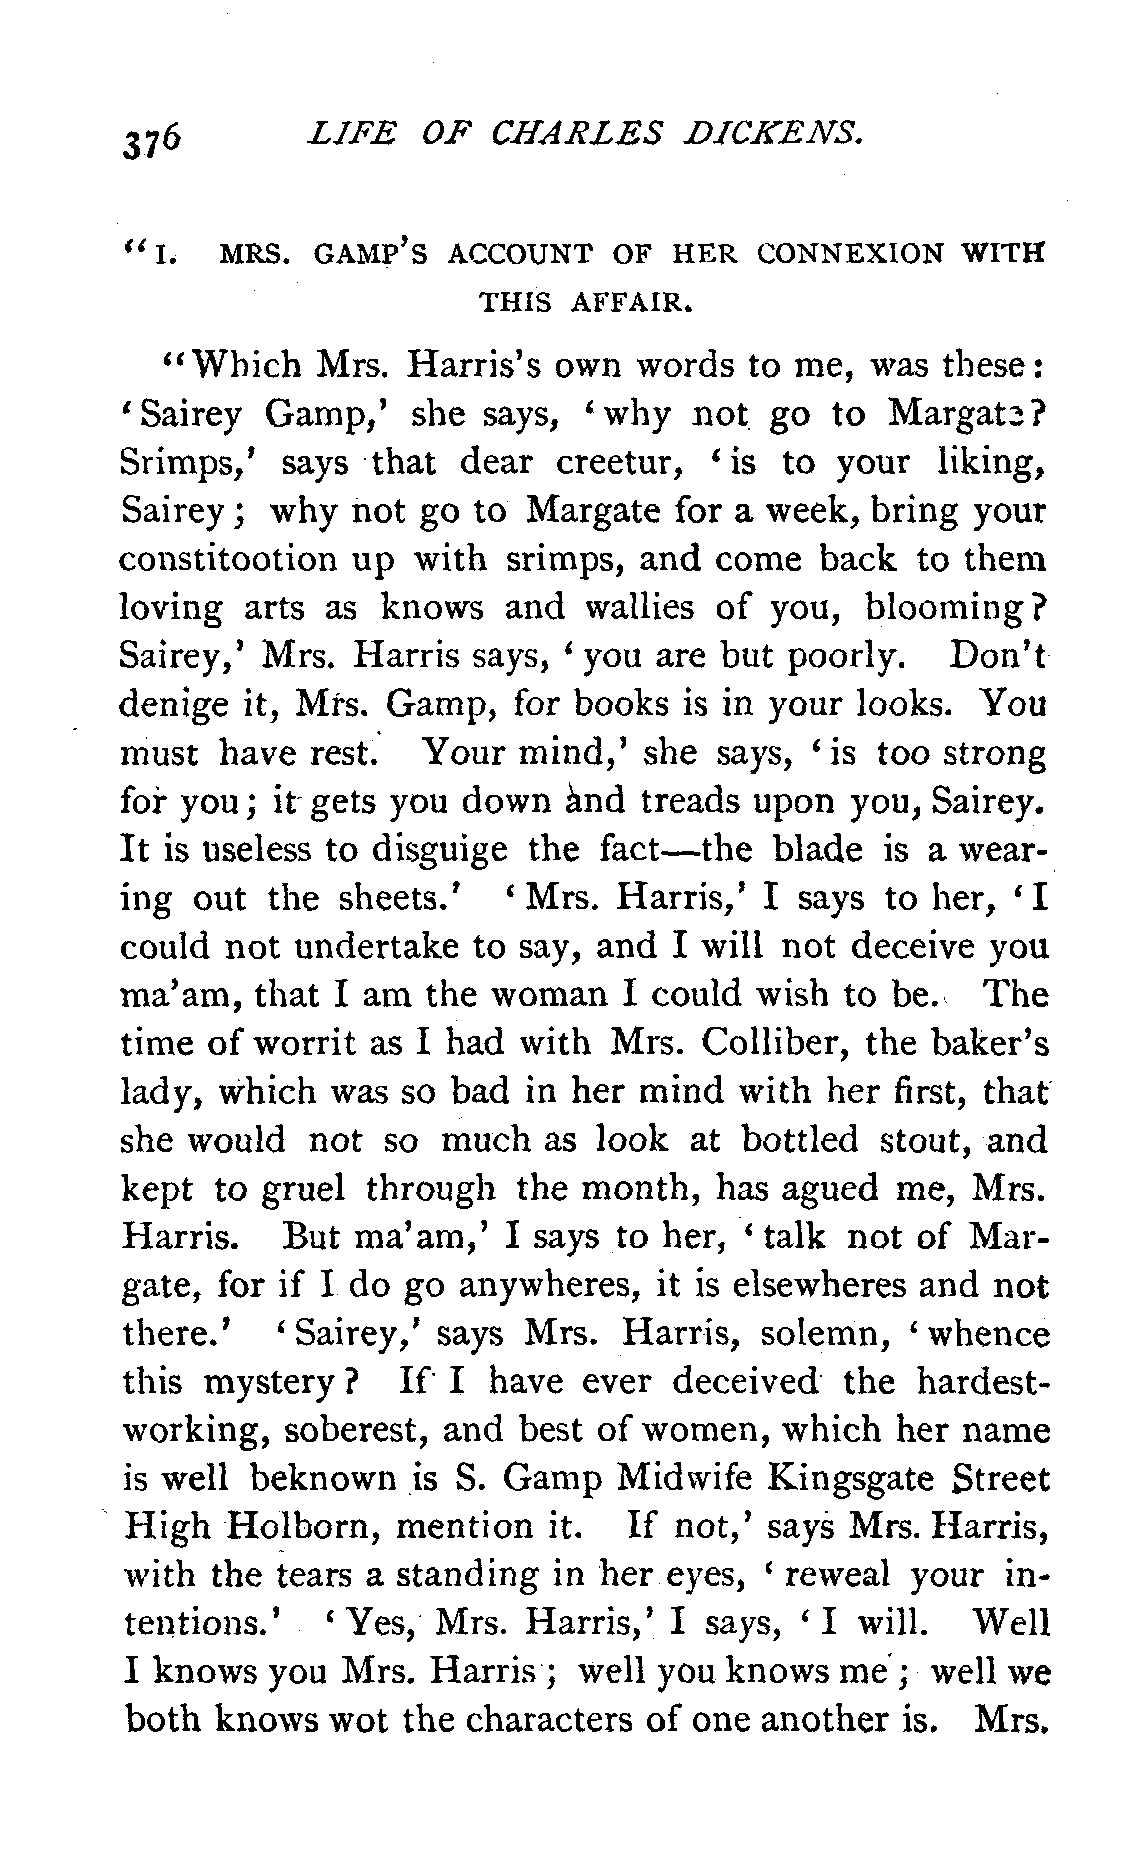 376 LIFE OF CHARLES DICKENS.
“I. MRS. GAMP'S ACCOUNT OF HER CONNEXION WITH
THIS AFFAIR.
“Which Mrs. Harris's own words to me, was these:
‘Sairey Gamp,’ she says, ‘why not go to Margate?
Srimps,’ says that dear creetur, ‘is to your liking,
Sairey; why not go to Margate for a week, bring your
constitootion up with srimps, and come back to them
loving arts as knows and wallies of you, blooming?
Sairey,’ Mrs. Harris says, ‘you are but poorly. Don't
denige it, Mrs. Gamp, for books is in your looks. You
must have rest. Your mind,’ she says, ‘is too strong
for you; it gets you down and treads upon you, Sairey.
It is useless to disguige the fact—the blade is a wear-
ing out the sheets.’ ‘Mrs. Harris,’ I says to her, ‘I
could not undertake to say, and I will not deceive you
ma'am, that I am the woman I could wish to be. The
time of worrit as I had with Mrs. Colliber, the baker's
lady, which was so bad in her mind with her first, that
she would not so much as look at bottled stout, and
kept to gruel through the month, has agued me, Mrs.
Harris. But ma'am,’ I says to her, ‘talk not of Mar-
gate, for if I do go anywheres, it is elsewheres and not
there.’ ‘Sairey,’ says Mrs. Harris, solemn, ‘whence
this mystery? If I have ever deceived the hardest-
working, soberest, and best of women, which her name
is well beknown is S. Gamp Midwife Kingsgate Street
High Holborn, mention it. If not,’ says Mrs. Harris,
with the tears a standing in her eyes, ‘reweal your in-
tentions.’ ‘Yes, Mrs. Harris,’ I says, ‘I will. Well
I knows you Mrs. Harris; well you knows me; well we
both knows wot the characters of one another is. Mrs.